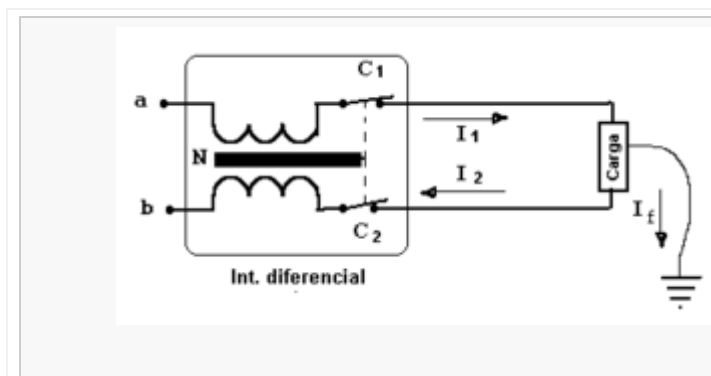 C1
a
I1
N
Carga
I2
b
If
C2
Int. diferencial